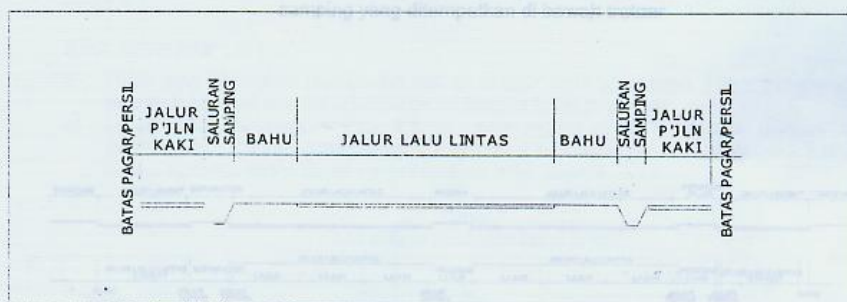 BATAS PAGAR/PERSIL
JALUR
P'JLN
KAKI
SALURAN
SAMPING
BAHU
JALUR LALU LINTAS
BAHU
SALURAN
SAMPING
JALUR
P'JLN
KAKI
BATAS PAGAR/PERSIL